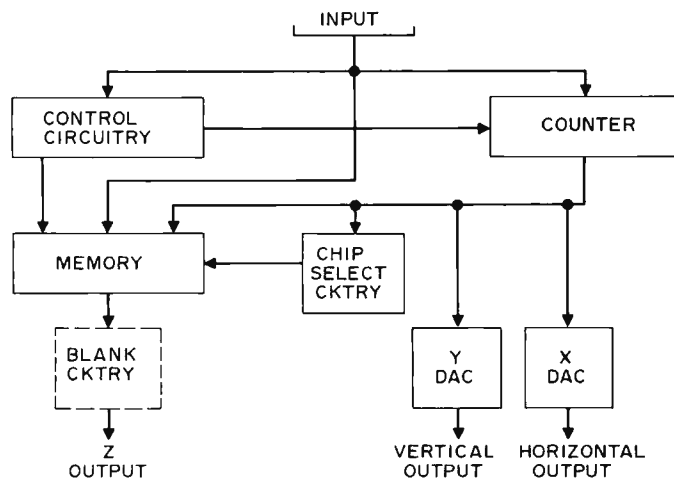 INPUT
CONTROL
CIRCUITRY
COUNTER
MEMORY
CHIP
SELECT
CKTRY
BLANK
CKTRY
Y
DAC
X
DAC
Z
OUTPUT
VERTICAL
OUTPUT
HORIZONTAL
OUTPUT